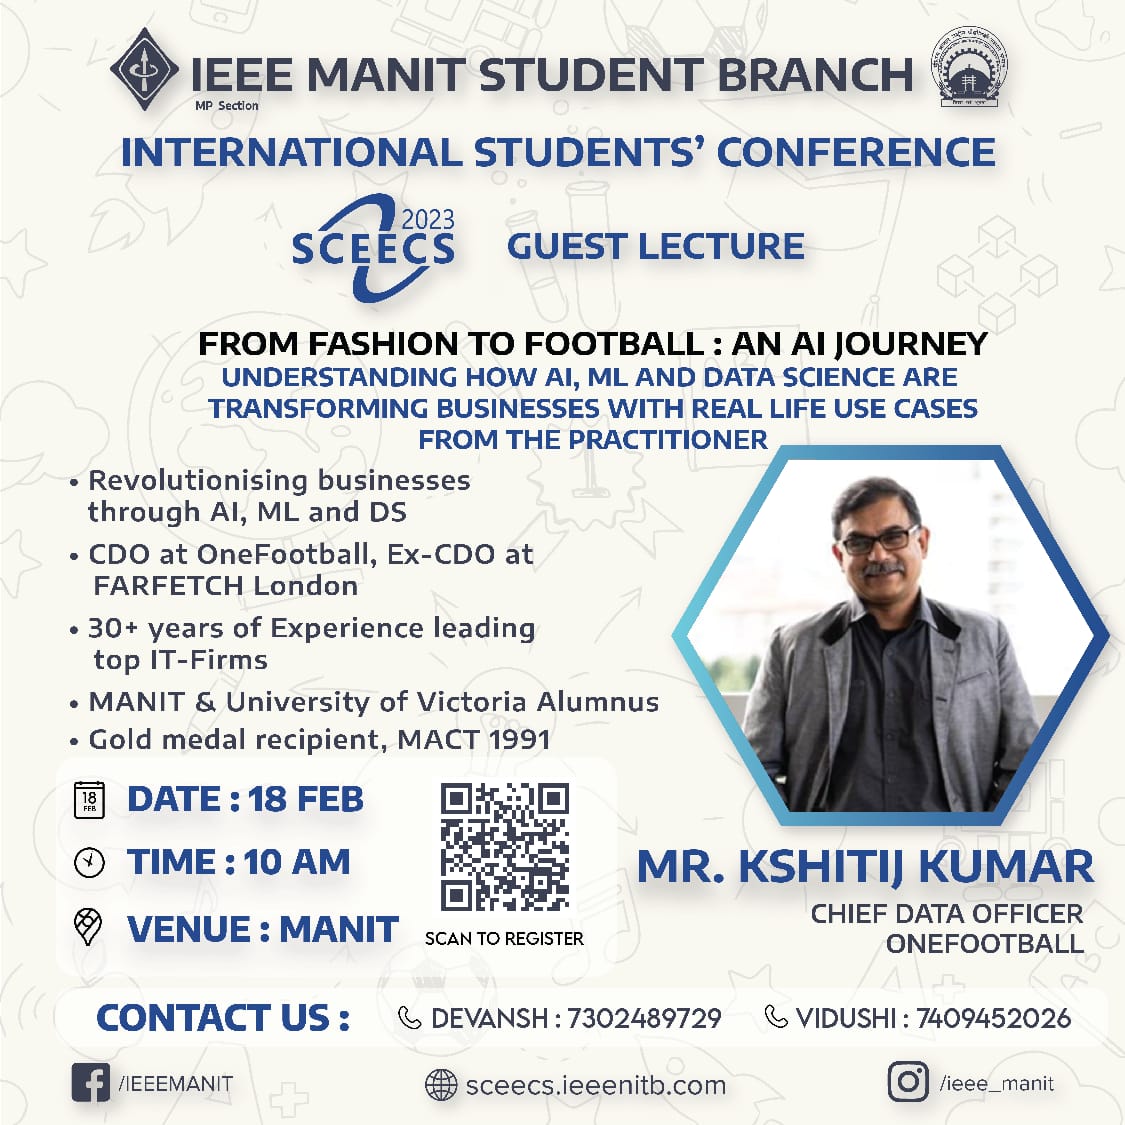 IEEE MANIT STUDENT BRANCH
MP Section
INTERNATIONAL STUDENTS’ CONFERENCE
2023
SCEECS
GUEST LECTURE
FROM FASHION TO FOOTBALL : AN AI JOURNEY
UNDERSTANDING HOW AI, ML AND DATA SCIENCE ARE
TRANSFORMING BUSINESSES WITH REAL LIFE USE CASES
FROM THE PRACTITIONER
• Revolutionising businesses
through AI, ML and DS
• CDO at OneFootball, Ex-CDO at
FARFETCH London
• 30+ years of Experience leading
top IT-Firms
• MANIT & University of Victoria Alumnus
• Gold medal recipient, MACT 1991
18
FEB
DATE : 18 FEB
TIME : 10 AM
VENUE : MANIT
SCAN TO REGISTER
MR. KSHITIJ KUMAR
CHIEF DATA OFFICER
ONEFOOTBALL
CONTACT US :
DEVANSH : 7302489729
VIDUSHI : 7409452026
/IEEEMANIT
sceecs.ieeenitb.com
/ieee_manit